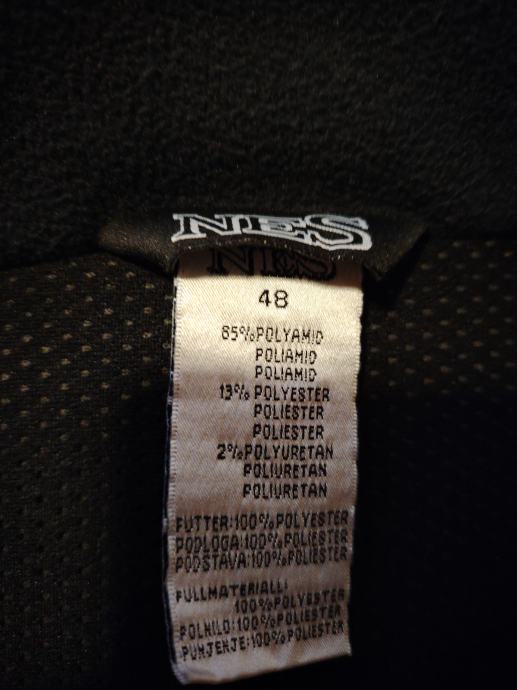 NES
NES
48
85%POLYAMID
POLIAMID
POLIAMID
13%POLYESTER
POLIESTER
POLIESTER
2%POLYURETAN
POLIURETAN
POLIURETAN
FUTTER:100%POLYESTER
PODLOGA:100%POLIESTER
PODSTAVA:100%POLIESTER
FULLMATERIALL:
100%POLYESTER
POLNILO:100%POLIESTER
PUNJENJE:100%POLIESTER